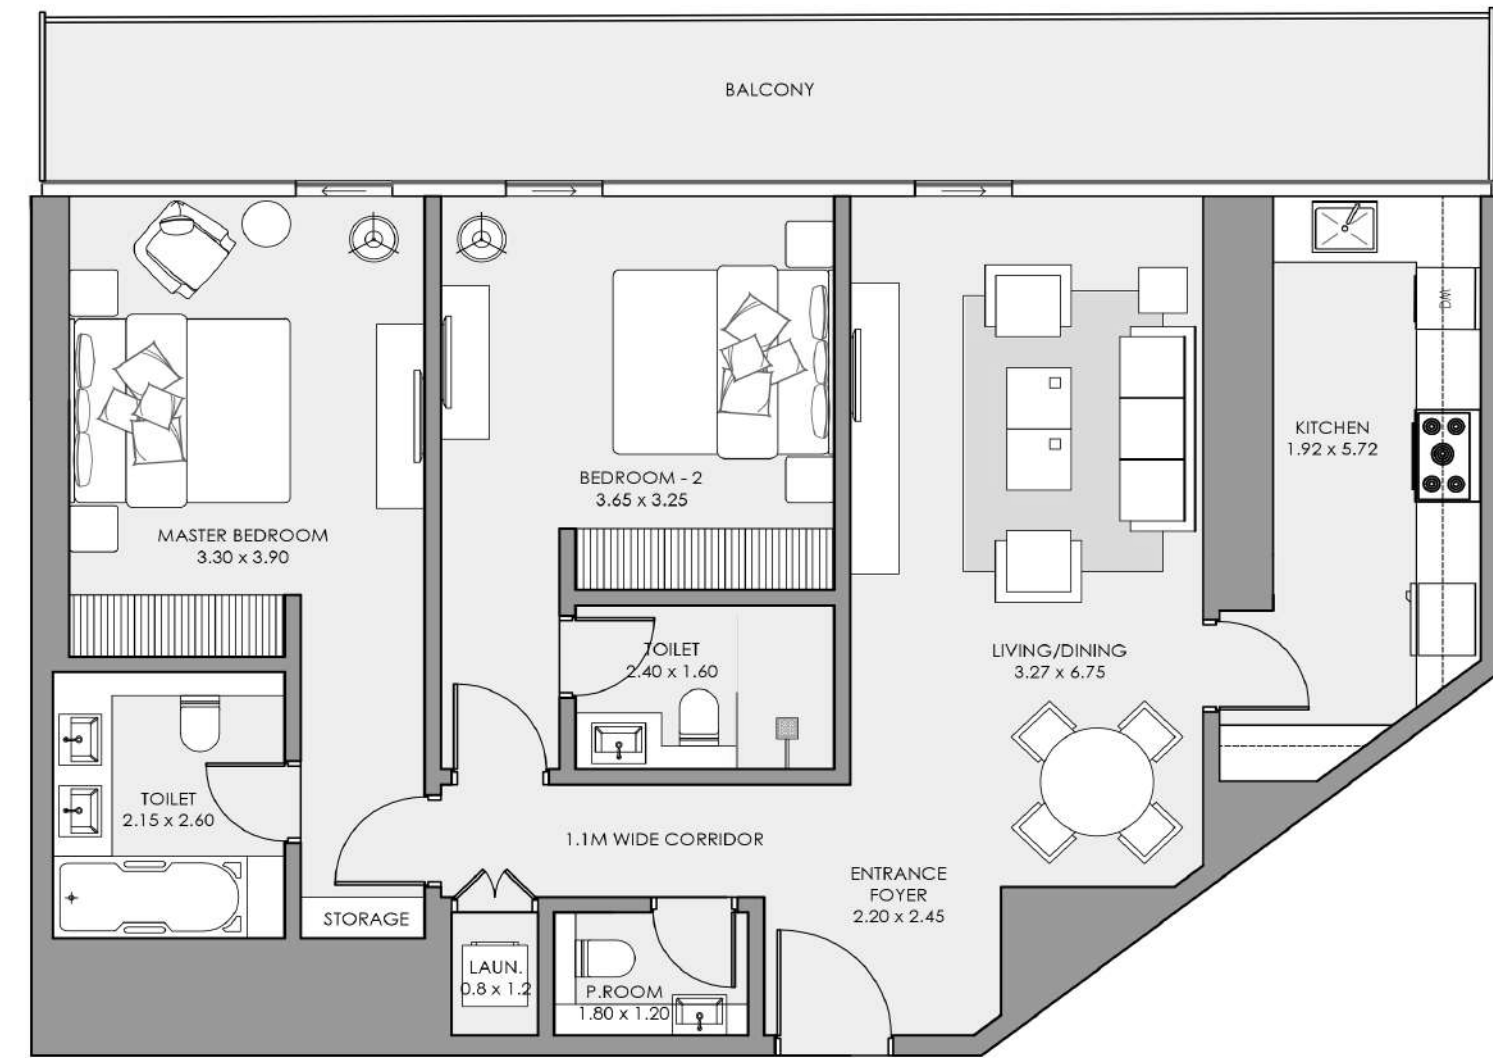 BALCONY
KITCHEN
1.92 x 5.72
DW
BEDROOM - 2
3.65 x 3.25
MASTER BEDROOM
3.30 x 3.90
TOILET
2.40 x 1.60
LIVING/DINING
3.27 x 6.75
TOILET
2.15 x 2.60
1.1M WIDE CORRIDOR
ENTRANCE
FOYER
2.20 x 2.45
STORAGE
LAUN.
0.8 x 1.2
P.ROOM
1.80 x 1.20